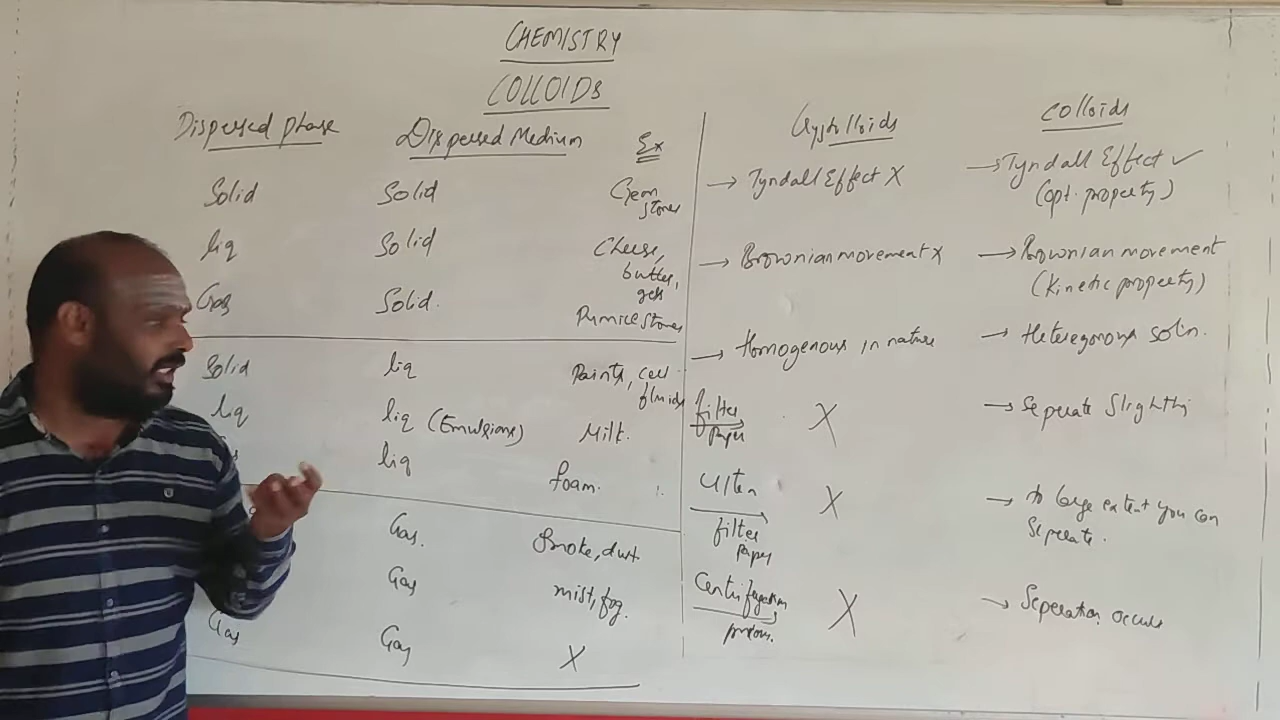 CHEMISTRY
COLLOIDS
Dispersed phase Dispersed Medium Ex
Solid Solid Gem
stones
liq Solid Cheese,
butter,
gels
Gas Solid. Pumice stones
Solid liq Paints, cell
fluids
liq liq (Emulsions) Milk.
liq foam.
Gas. Smoke, dust.
Gas mist, fog.
Gas Gas X
Crystolloids
→ Tyndall Effect X
→ Brownian movement X
→ Homogenous in nature
filter X
paper
Ultra X
filter
paper
Centrifugation X
Colloids
→ Tyndall Effect ✓
(opt. property)
→ Brownian movement
(Kinetic property)
→ Heterogenous soln.
→ Seperate Slightly
→ to large extent you can
Seperate.
→ Seperation occurs